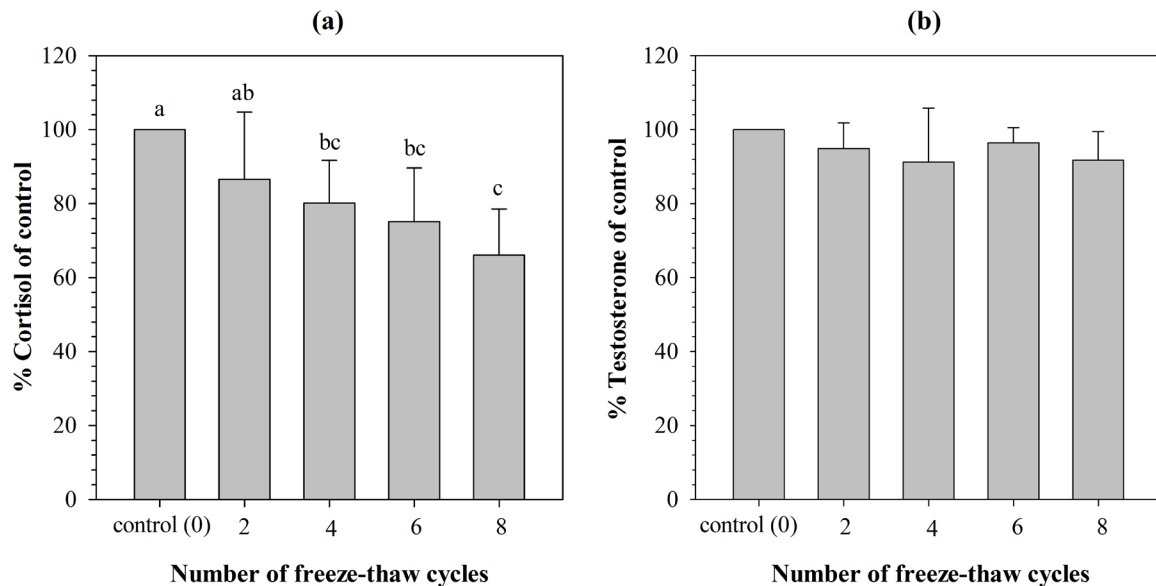 (a)
% Cortisol of control
120
100
80
60
40
20
0
a
ab
bc
bc
c
control (0) 2 4 6 8
Number of freeze-thaw cycles
(b)
% Testosterone of control
120
100
80
60
40
20
0
control (0) 2 4 6 8
Number of freeze-thaw cycles